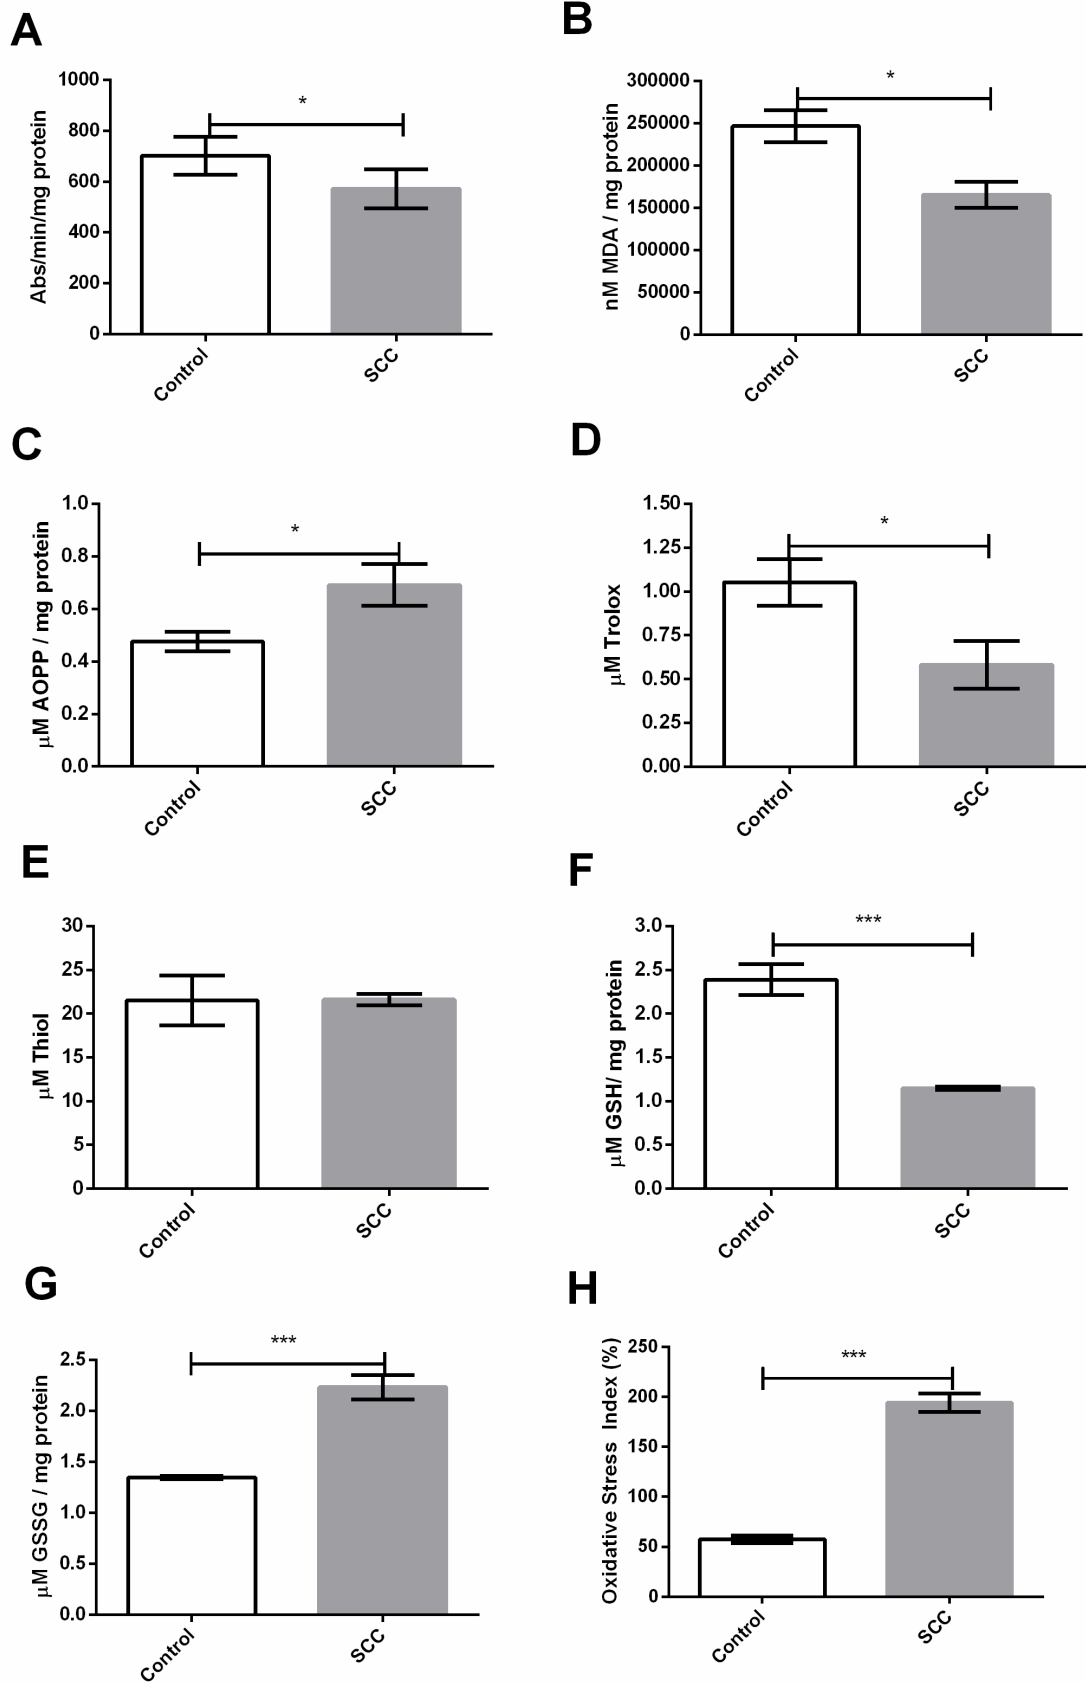 A
Abs/min/mg protein
1000
800
600
400
200
0
*
Control
SCC
B
nM MDA / mg protein
300000
250000
200000
150000
100000
50000
0
*
Control
SCC
C
µM AOPP / mg protein
1.0
0.8
0.6
0.4
0.2
0.0
*
Control
SCC
D
µM Trolox
1.50
1.25
1.00
0.75
0.50
0.25
0.00
*
Control
SCC
E
µM Thiol
30
25
20
15
10
5
0
Control
SCC
F
µM GSH/ mg protein
3.0
2.5
2.0
1.5
1.0
0.5
0.0
***
Control
SCC
G
µM GSSG / mg protein
2.5
2.0
1.5
1.0
0.5
0.0
***
Control
SCC
H
Oxidative Stress Index (%)
250
200
150
100
50
0
***
Control
SCC